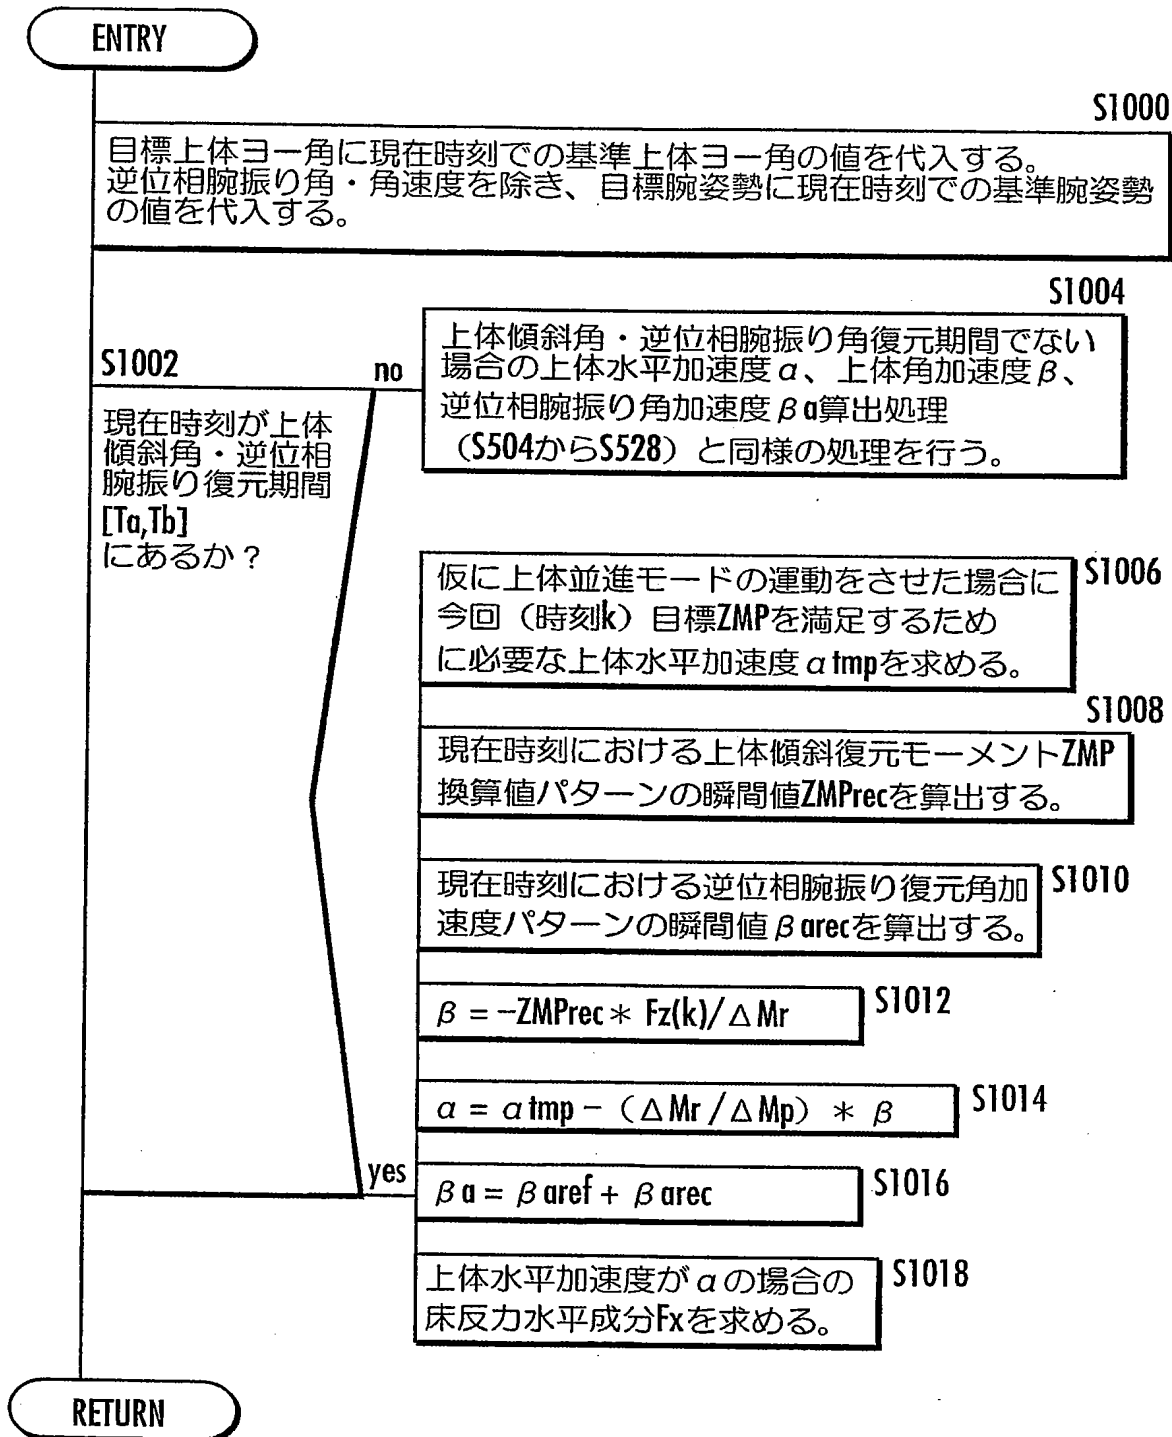 ENTRY
S1000
目標上体ヨー角に現在時刻での基準上体ヨー角の値を代入する。
逆位相腕振り角・角速度を除き、目標腕姿勢に現在時刻での基準腕姿勢
の値を代入する。
S1002
no
現在時刻が上体
傾斜角・逆位相
腕振り復元期間
[Ta,Tb]
にあるか？
S1004
上体傾斜角・逆位相腕振り角復元期間でない
場合の上体水平加速度α、上体角加速度β、
逆位相腕振り角加速度βa算出処理
（S504からS528）と同様の処理を行う。
yes
S1006
仮に上体並進モードの運動をさせた場合に
今回（時刻k）目標ZMPを満足するため
に必要な上体水平加速度αtmpを求める。
S1008
現在時刻における上体傾斜復元モーメントZMP
換算値パターンの瞬間値ZMPrecを算出する。
S1010
現在時刻における逆位相腕振り復元角加
速度パターンの瞬間値βarecを算出する。
β = -ZMPrec＊ Fz(k)/ΔMr
S1012
α = αtmp − （ΔMr /ΔMp） ＊ β
S1014
βa = βaref + βarec
S1016
上体水平加速度がαの場合の
床反力水平成分Fxを求める。
S1018
RETURN